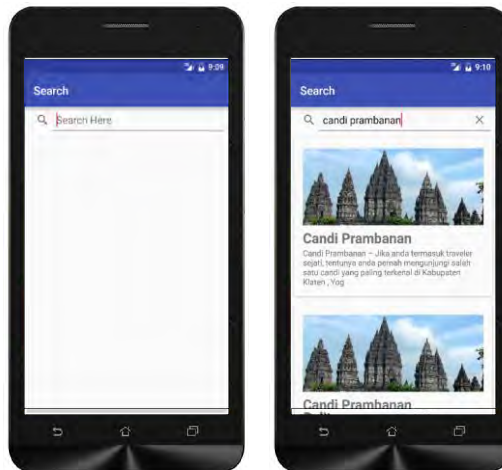 9:09
Search
Search Here
9:10
Search
candi prambanan
Candi Prambanan
Candi Prambanan – Jika anda termasuk traveler
sejati, tentunya anda pernah mengunjungi salah
satu candi yang paling terkenal di Kabupaten
Klaten , Yog
Candi Prambanan